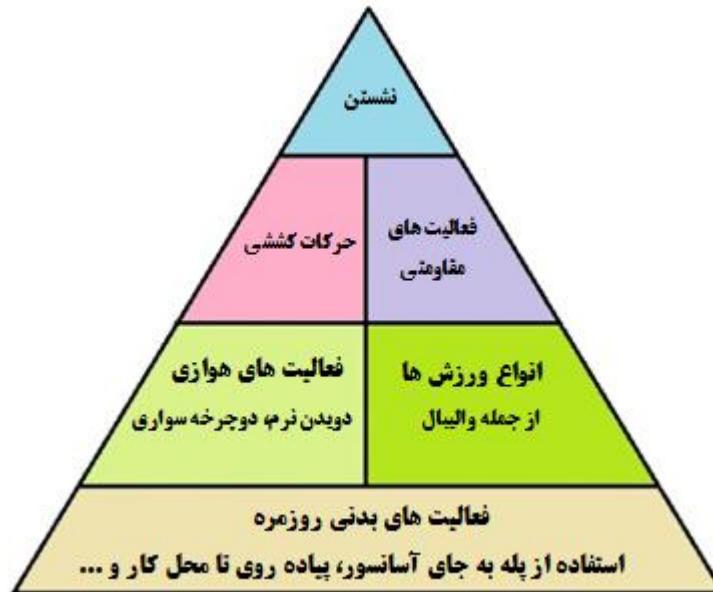 نشستن
فعالیت های
مقاومتی
حرکات کششی
انواع ورزش ها
از جمله والیبال
فعالیت های هوازی
دویدن نرم، دوچرخه سواری
فعالیت های بدنی روزمره
استفاده از پله به جای آسانسور، پیاده روی تا محل کار و ...